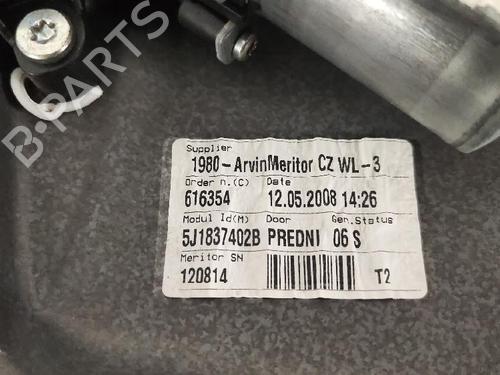 Supplier
1980-ArvinMeritor CZ WL-3
Order n.(C) Date
616354 12.05.2008 14:26
Modul Id(M) Door Gen.Status
5J1837402B PREDNI 06 S
Meritor SN
120814 T2
B-PARTS